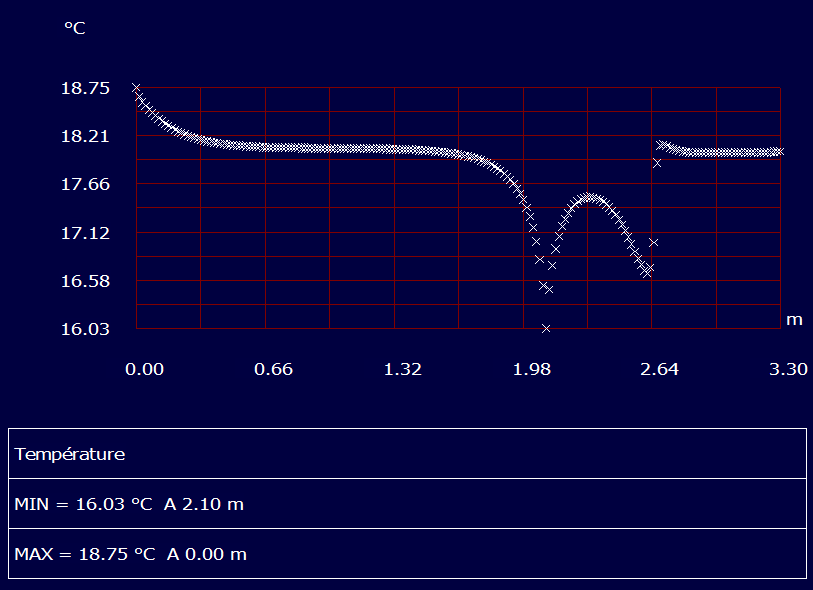 °C
18.75
18.21
17.66
17.12
16.58
16.03
m
0.00 0.66 1.32 1.98 2.64 3.30
Température
MIN = 16.03 °C A 2.10 m
MAX = 18.75 °C A 0.00 m